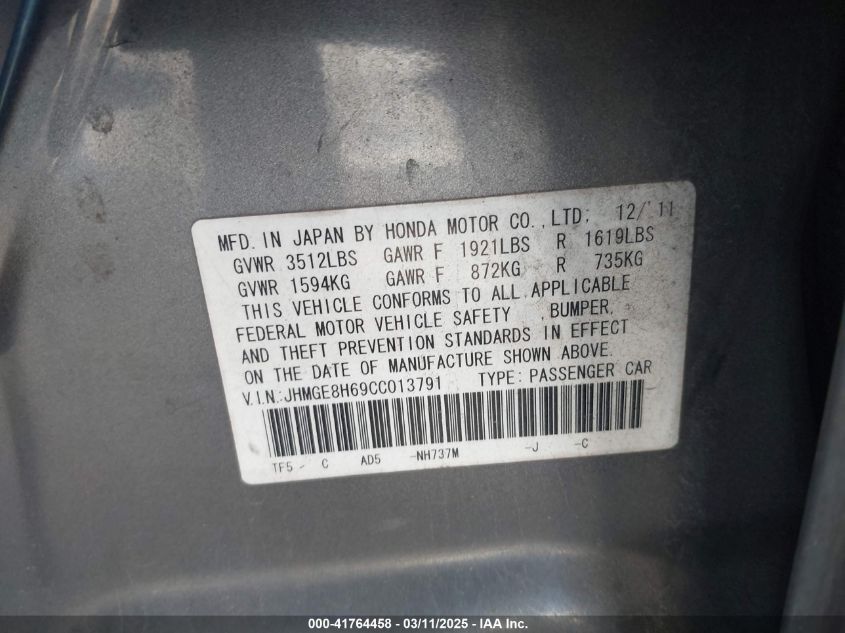 MFD. IN JAPAN BY HONDA MOTOR CO.,LTD. 12/'11
GVWR 3512LBS GAWR F 1921LBS R 1619LBS
GVWR 1594KG GAWR F 872KG R 735KG
THIS VEHICLE CONFORMS TO ALL APPLICABLE
FEDERAL MOTOR VEHICLE SAFETY BUMPER,
AND THEFT PREVENTION STANDARDS IN EFFECT
ON THE DATE OF MANUFACTURE SHOWN ABOVE.
V.I.N.:JHMGE8H69CC013791 TYPE: PASSENGER CAR
TF5 - C AD5 -NH737M -J -C
000-41764458 - 03/11/2025 - IAA Inc.